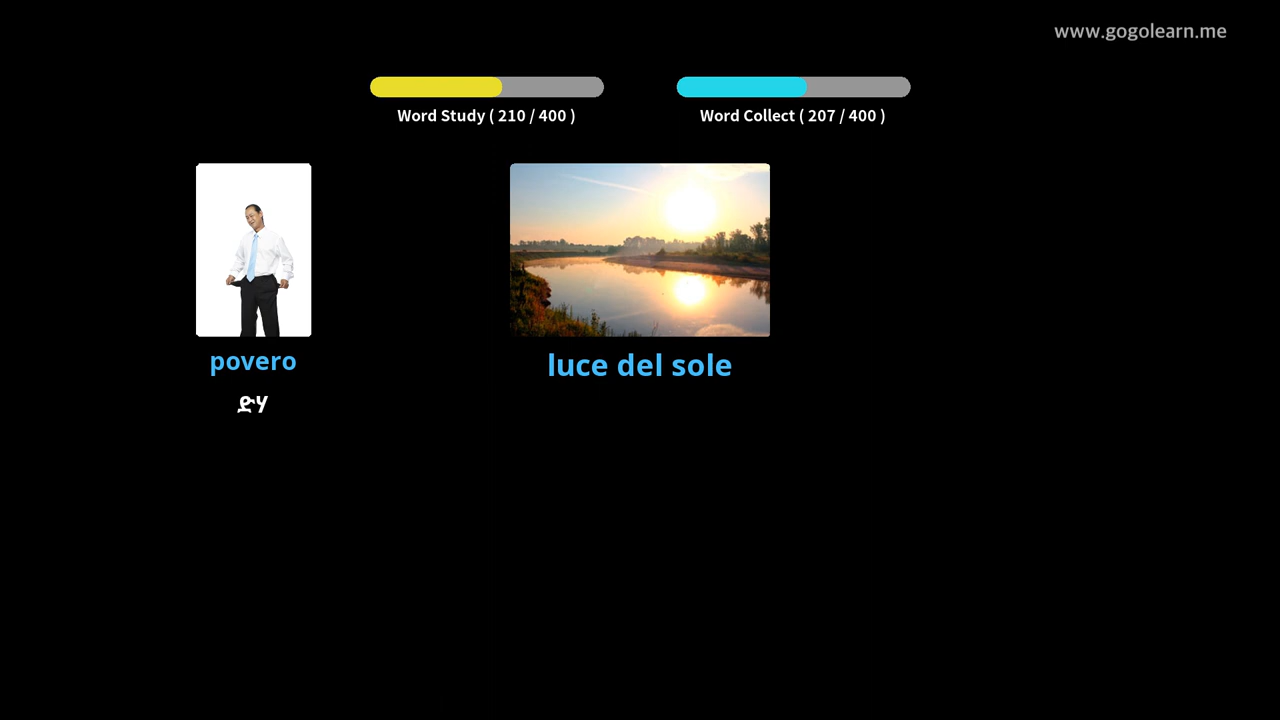 www.gogolearn.me
Word Study ( 210 / 400 )
Word Collect ( 207 / 400 )
povero
ድሃ
luce del sole